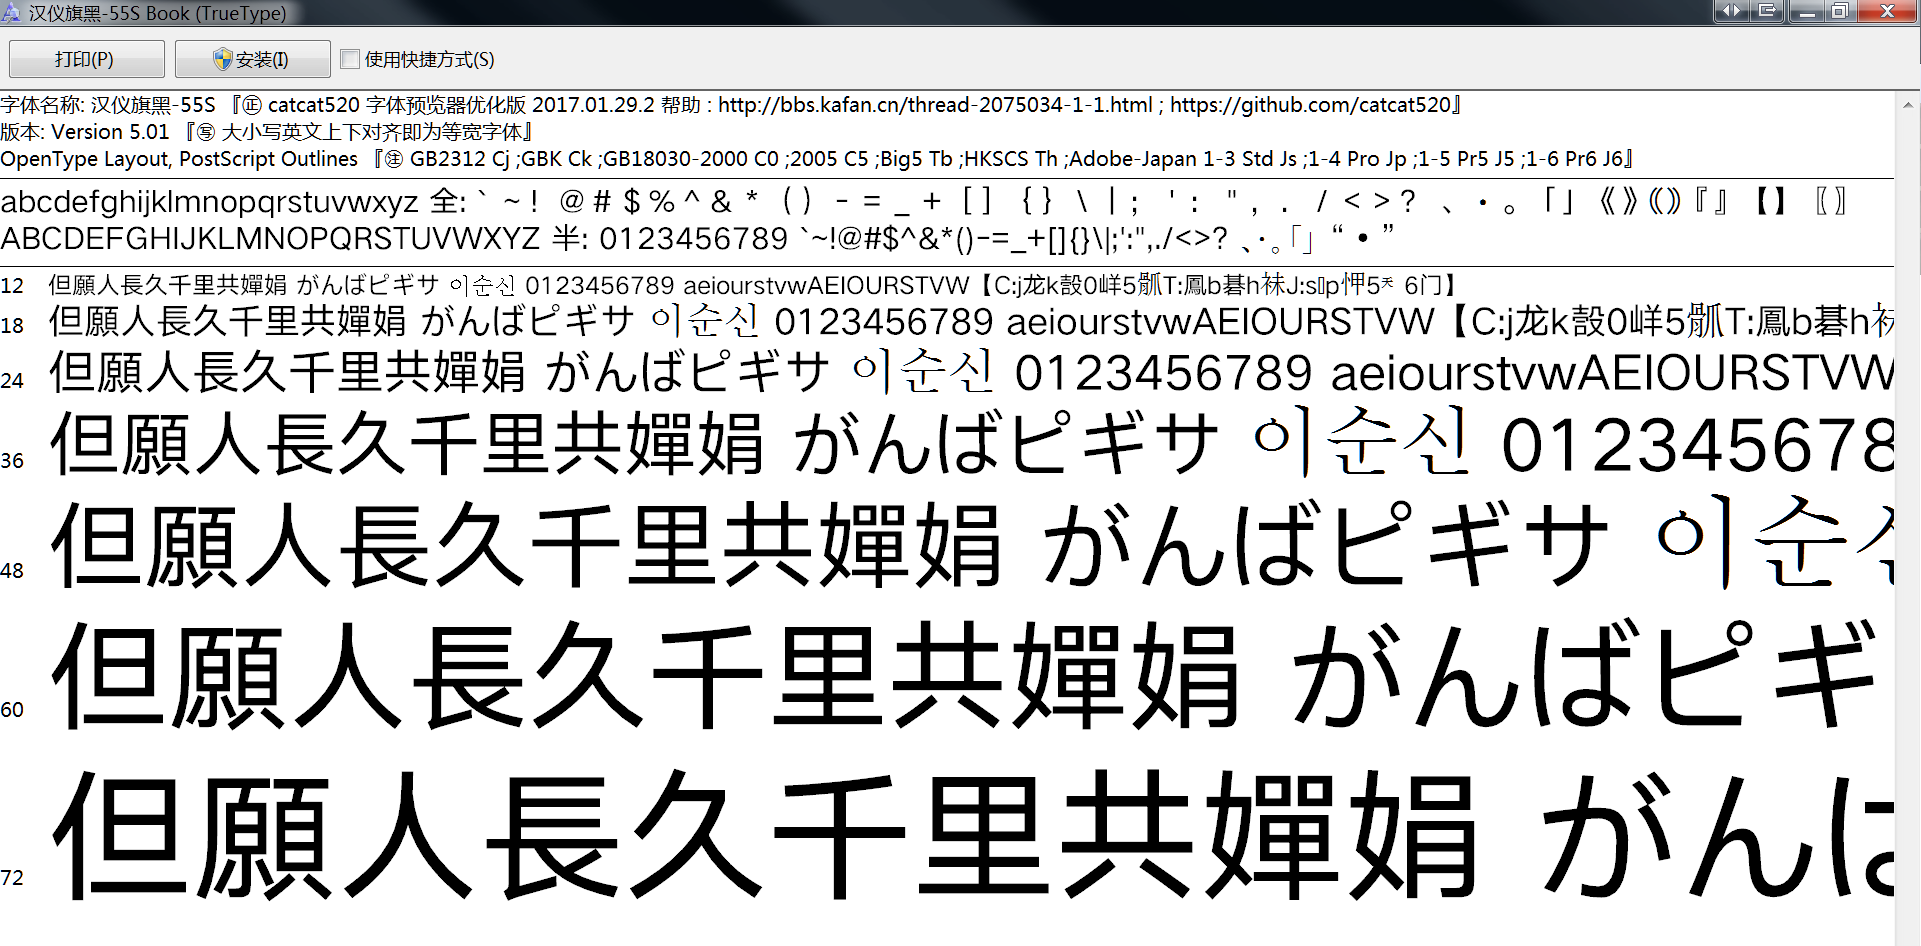 汉仪旗黑-55S Book (TrueType)
打印(P) 安装(I) 使用快捷方式(S)
字体名称: 汉仪旗黑-55S 『㊣ catcat520 字体预览器优化版 2017.01.29.2 帮助 : http://bbs.kafan.cn/thread-2075034-1-1.html ; https://github.com/catcat520』
版本: Version 5.01 『㊢ 大小写英文上下对齐即为等宽字体』
OpenType Layout, PostScript Outlines 『㊟ GB2312 Cj ;GBK Ck ;GB18030-2000 C0 ;2005 C5 ;Big5 Tb ;HKSCS Th ;Adobe-Japan 1-3 Std Js ;1-4 Pro Jp ;1-5 Pr5 J5 ;1-6 Pr6 J6』
abcdefghijklmnopqrstuvwxyz 全: ｀ ～ ！ ＠ ＃ ＄ ％ ＾ ＆ ＊ （ ） － ＝ ＿ ＋ ［ ］ ｛ ｝ ＼ ｜ ； ＇ ： ＂ ， ． ／ ＜ ＞ ？ 、 · 。 「 」 《 》 ⦅ ⦆ 『 』 【 】 〖 〗
ABCDEFGHIJKLMNOPQRSTUVWXYZ 半: 0123456789 `~!@#$^&*()-=_+[]{}\|;':",./<>? ､･｡｢｣ “ • ”
12 但願人長久千里共嬋娟 がんばピギサ 이순신 0123456789 aeiourstvwAEIOURSTVW【C:j龙k嗀0峄5骪T:鳳b碁h袜J:sp怦5 6门】
18 但願人長久千里共嬋娟 がんばピギサ 이순신 0123456789 aeiourstvwAEIOURSTVW【C:j龙k嗀0峄5骪T:鳳b碁h袜
24 但願人長久千里共嬋娟 がんばピギサ 이순신 0123456789 aeiourstvwAEIOURSTVW
36 但願人長久千里共嬋娟 がんばピギサ 이순신 012345678
48 但願人長久千里共嬋娟 がんばピギサ 이순신
60 但願人長久千里共嬋娟 がんばピギ
72 但願人長久千里共嬋娟 がんば